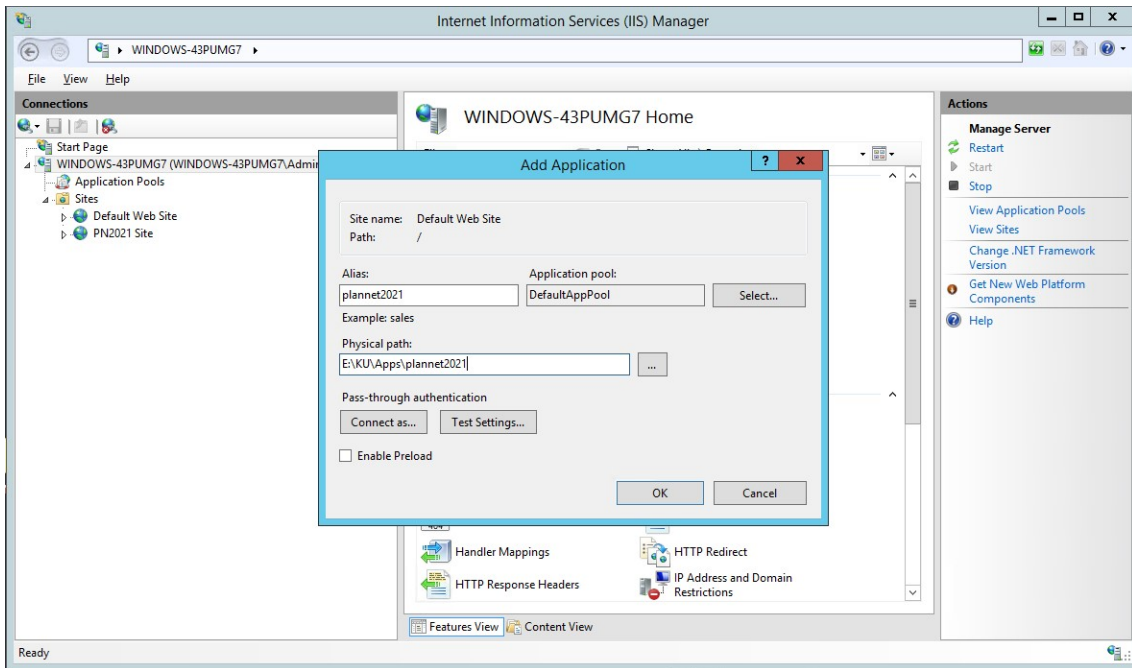 Internet Information Services (IIS) Manager
WINDOWS-43PUMG7
File View Help
Connections
Start Page
WINDOWS-43PUMG7 (WINDOWS-43PUMG7\Admi
Application Pools
Sites
Default Web Site
PN2021 Site
WINDOWS-43PUMG7 Home
Add Application
Site name: Default Web Site
Path: /
Alias:
Application pool:
plannet2021
DefaultAppPool
Select...
Example: sales
Physical path:
E:\KU\Apps\plannet2021
...
Pass-through authentication
Connect as...
Test Settings...
Enable Preload
OK
Cancel
Handler Mappings
HTTP Redirect
HTTP Response Headers
IP Address and Domain
Restrictions
Features View
Content View
Actions
Manage Server
Restart
Start
Stop
View Application Pools
View Sites
Change .NET Framework
Version
Get New Web Platform
Components
Help
Ready